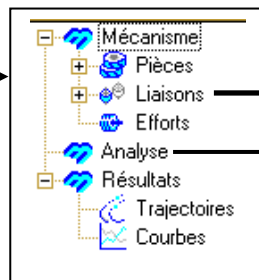 Mécanisme
Pièces
Liaisons
Efforts
Analyse
Résultats
Trajectoires
Courbes